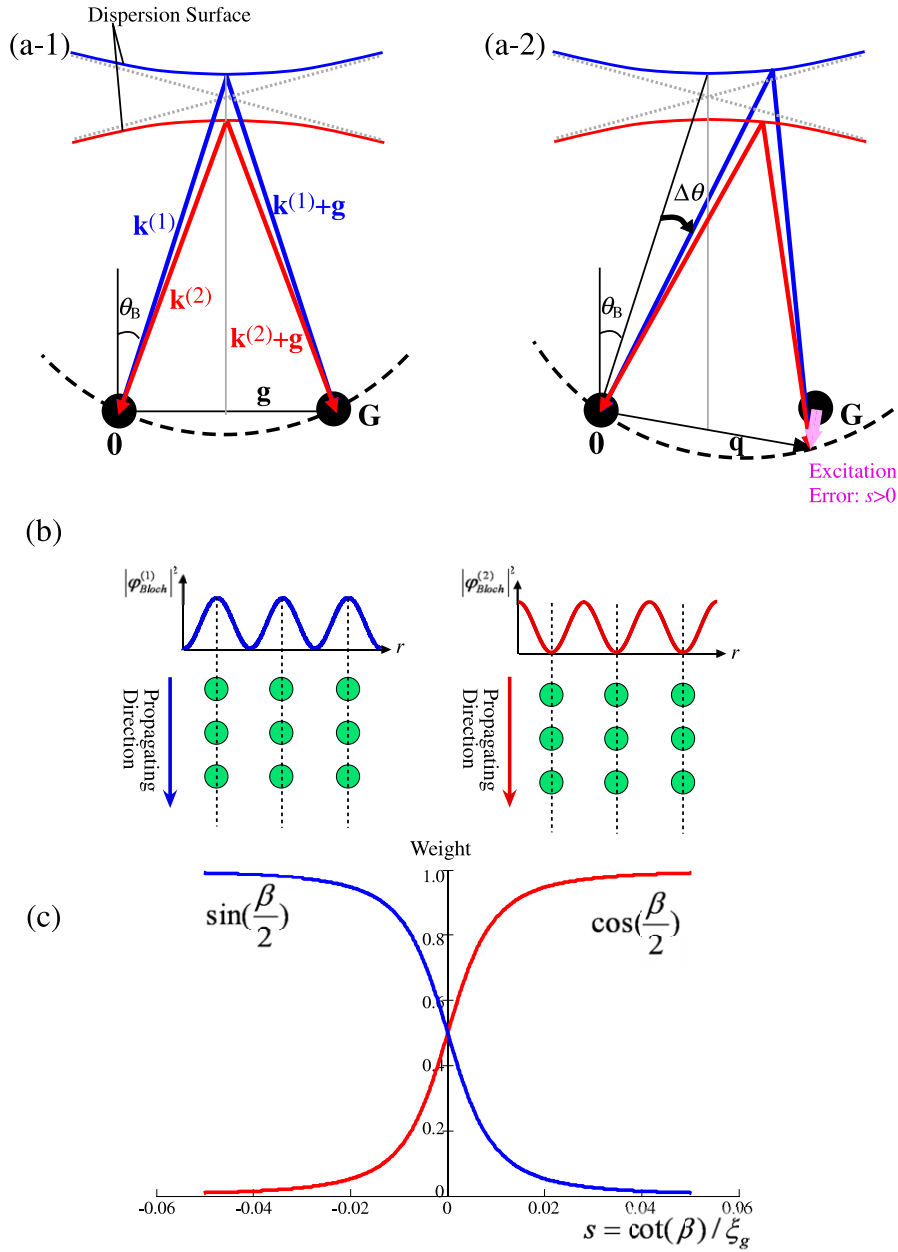 Dispersion Surface
(a-1)
(a-2)
k(1)
k(1)+g
Δθ
θB
k(2)
k(2)+g
θB
g
G
0
G
0
q
Excitation
Error: s>0
(b)
|φBloch(1)|2
r
|φBloch(2)|2
r
Propagating
Direction
Propagating
Direction
Weight
(c)
sin(β/2)
cos(β/2)
1.0
0.8
0.6
0.4
0.2
0
-0.06
-0.04
-0.02
0
0.02
0.04
0.06
s = cot(β) / ξg